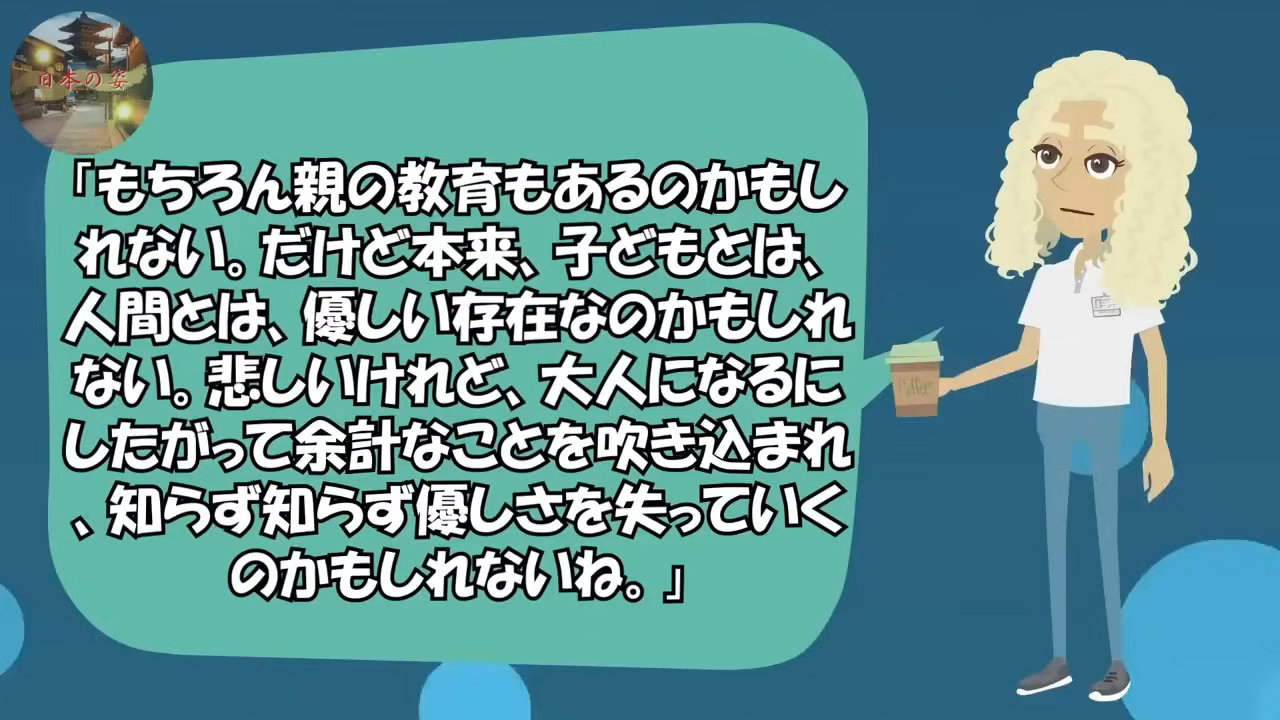 日本の姿
「もちろん親の教育もあるのかもし
れない。だけど本来、子どもとは、
人間とは、優しい存在なのかもしれ
ない。悲しいけれど、大人になるに
したがって余計なことを吹き込まれ
、知らず知らず優しさを失っていく
のかもしれないね。」
Coffee